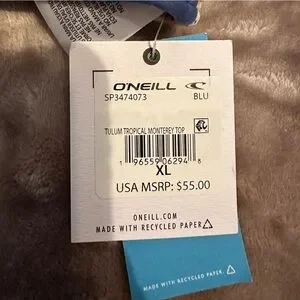 O'NEILL
SP3474073 BLU
TULUM TROPICAL MONTEREY TOP
1 96559 06294 8
XL
USA MSRP: $55.00
ONEILL.COM
MADE WITH RECYCLED PAPER
MADE WITH RECYCLED PAPER